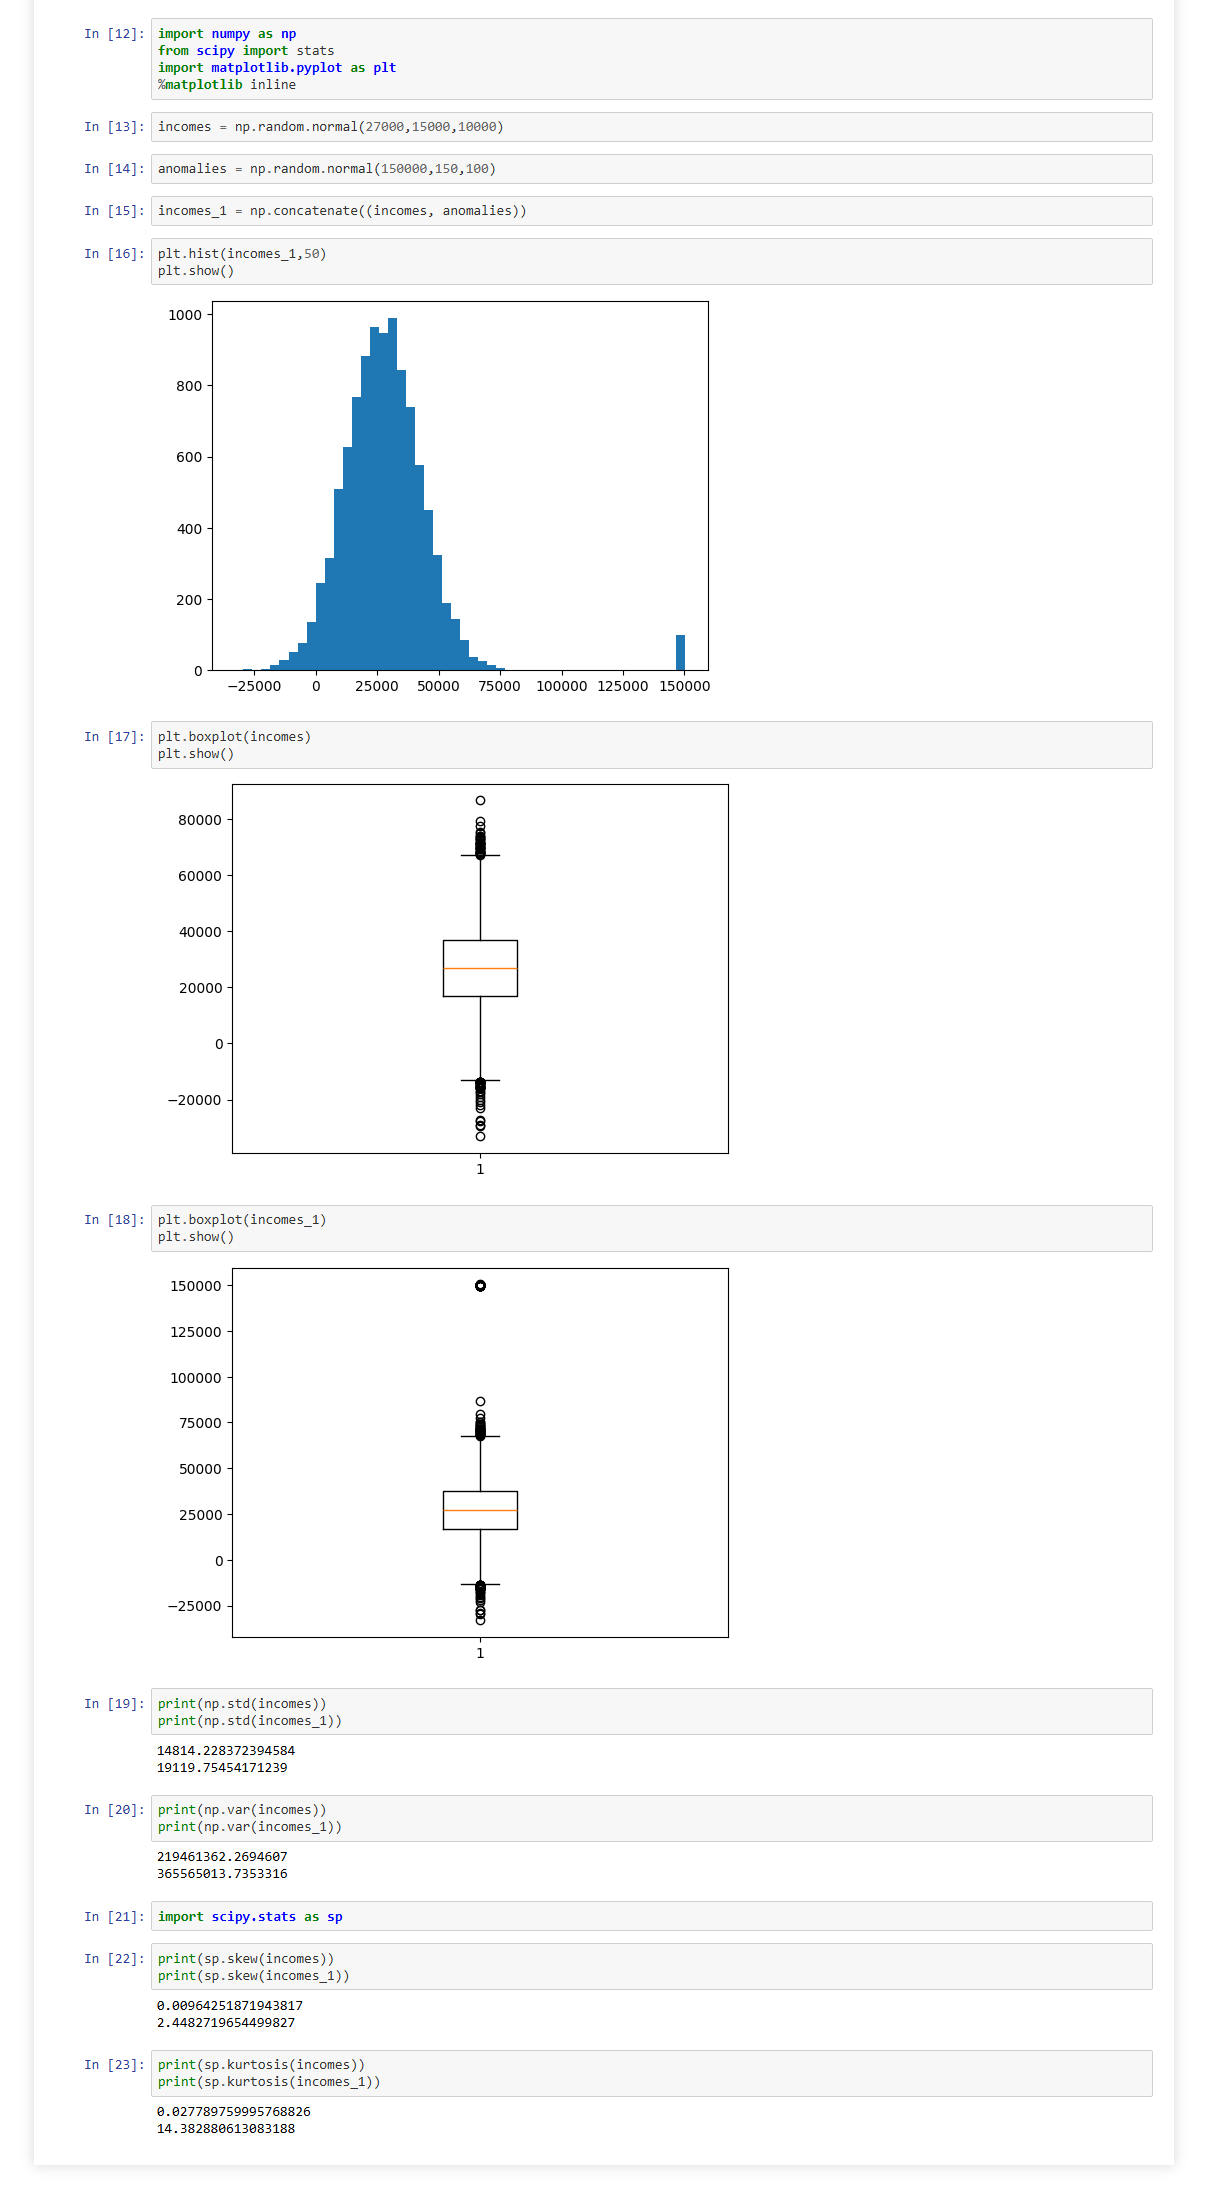 In [12]: import numpy as np
from scipy import stats
import matplotlib.pyplot as plt
%matplotlib inline
In [13]: incomes = np.random.normal(27000,15000,10000)
In [14]: anomalies = np.random.normal(150000,150,100)
In [15]: incomes_1 = np.concatenate((incomes, anomalies))
In [16]: plt.hist(incomes_1,50)
plt.show()
1000
800
600
400
200
0
−25000 0 25000 50000 75000 100000 125000 150000
In [17]: plt.boxplot(incomes)
plt.show()
80000
60000
40000
20000
0
−20000
1
In [18]: plt.boxplot(incomes_1)
plt.show()
150000
125000
100000
75000
50000
25000
0
−25000
1
In [19]: print(np.std(incomes))
print(np.std(incomes_1))
14814.228372394584
19119.75454171239
In [20]: print(np.var(incomes))
print(np.var(incomes_1))
219461362.2694607
365565013.7353316
In [21]: import scipy.stats as sp
In [22]: print(sp.skew(incomes))
print(sp.skew(incomes_1))
0.00964251871943817
2.4482719654499827
In [23]: print(sp.kurtosis(incomes))
print(sp.kurtosis(incomes_1))
0.027789759995768826
14.382880613083188